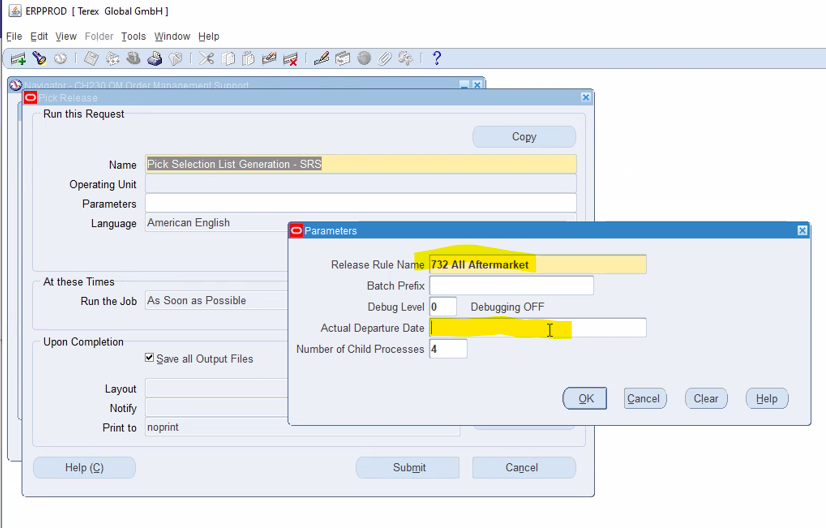 ERPPROD [ Terex Global GmbH ]
File Edit View Folder Tools Window Help
Navigator - CH230 OM Order Management Support
Pick Release
Run this Request
Copy
Name Pick Selection List Generation - SRS
Operating Unit
Parameters
Language American English
At these Times
Run the Job As Soon as Possible
Upon Completion
Save all Output Files
Layout
Notify
Print to noprint
Help (C) Submit Cancel
Parameters
Release Rule Name 732 All Aftermarket
Batch Prefix
Debug Level 0 Debugging OFF
Actual Departure Date
Number of Child Processes 4
OK Cancel Clear Help